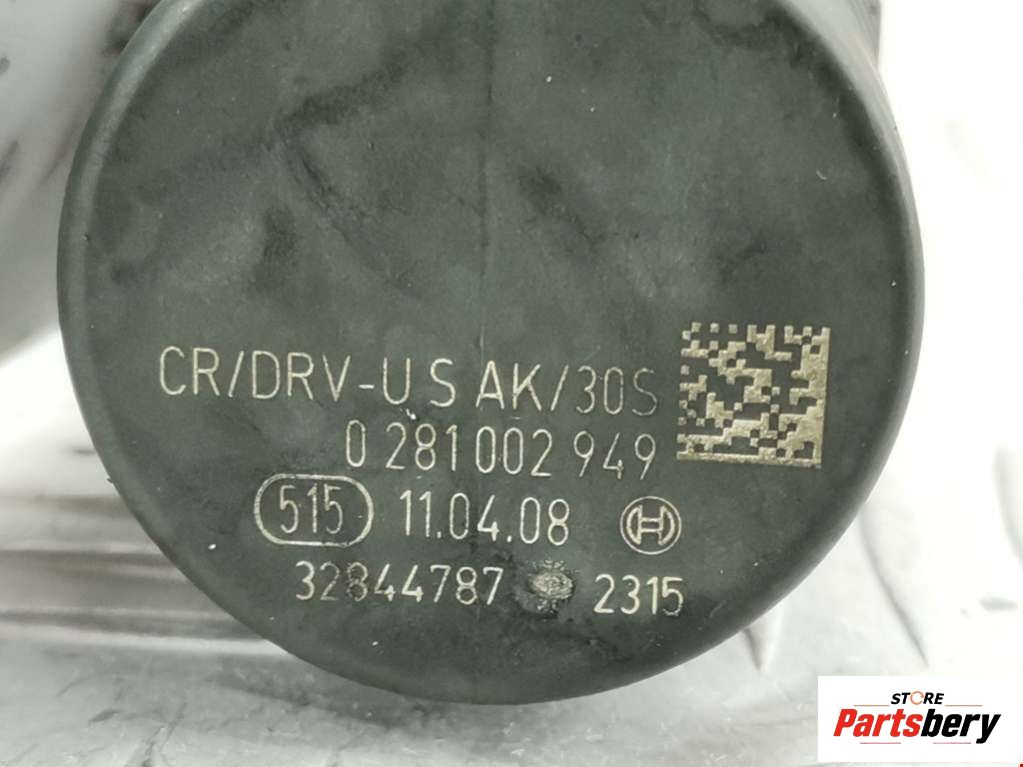 CR/DRV-U S AK/30S
0 281 002 949
515 11.04.08 H
32844787 2315
STORE
Partsbery